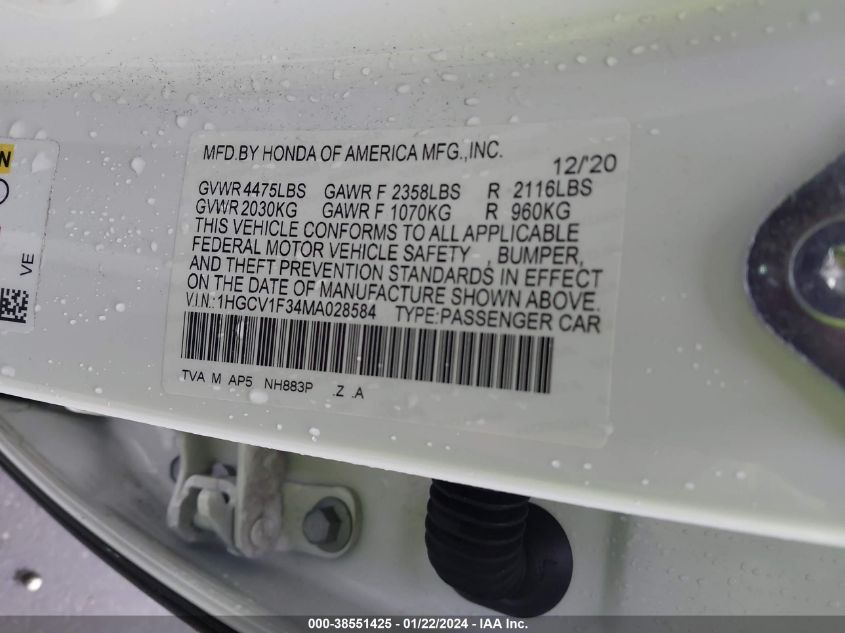 MFD.BY HONDA OF AMERICA MFG.,INC.
12/'20
GVWR 4475LBS GAWR F 2358LBS R 2116LBS
GVWR 2030KG GAWR F 1070KG R 960KG
THIS VEHICLE CONFORMS TO ALL APPLICABLE
FEDERAL MOTOR VEHICLE SAFETY , BUMPER,
AND THEFT PREVENTION STANDARDS IN EFFECT
ON THE DATE OF MANUFACTURE SHOWN ABOVE.
V.I.N.:1HGCV1F34MA028584 TYPE:PASSENGER CAR
TVA M AP5 NH883P .Z .A
N
VE
000-38551425 - 01/22/2024 - IAA Inc.